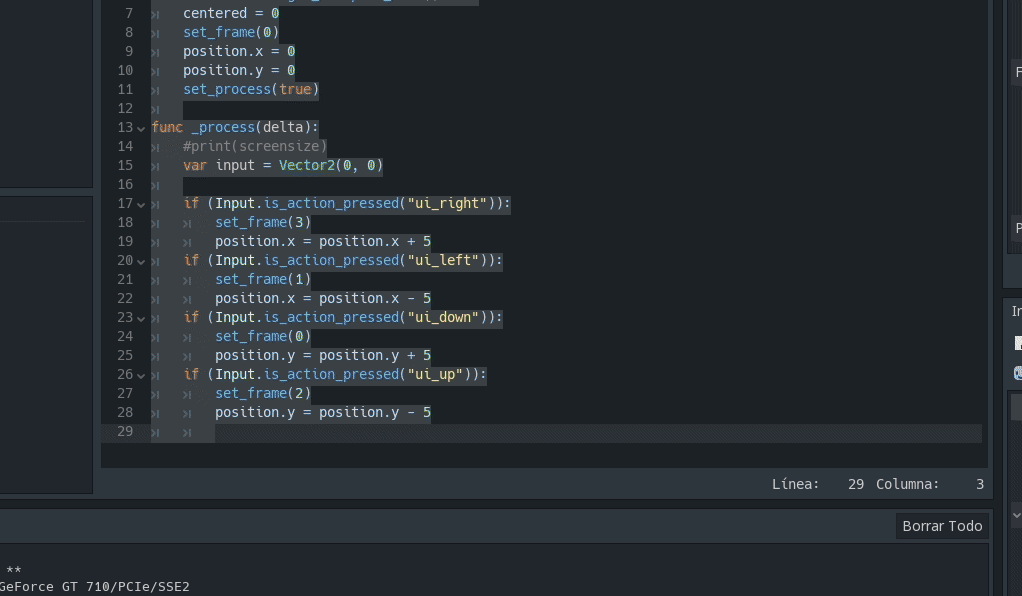 7 centered = 0
8 set_frame(0)
9 position.x = 0
10 position.y = 0
11 set_process(true)
12
13 func _process(delta):
14 #print(screensize)
15 var input = Vector2(0, 0)
16
17 if (Input.is_action_pressed("ui_right")):
18 set_frame(3)
19 position.x = position.x + 5
20 if (Input.is_action_pressed("ui_left")):
21 set_frame(1)
22 position.x = position.x - 5
23 if (Input.is_action_pressed("ui_down")):
24 set_frame(0)
25 position.y = position.y + 5
26 if (Input.is_action_pressed("ui_up")):
27 set_frame(2)
28 position.y = position.y - 5
29
Línea: 29 Columna: 3
Borrar Todo
**
GeForce GT 710/PCIe/SSE2